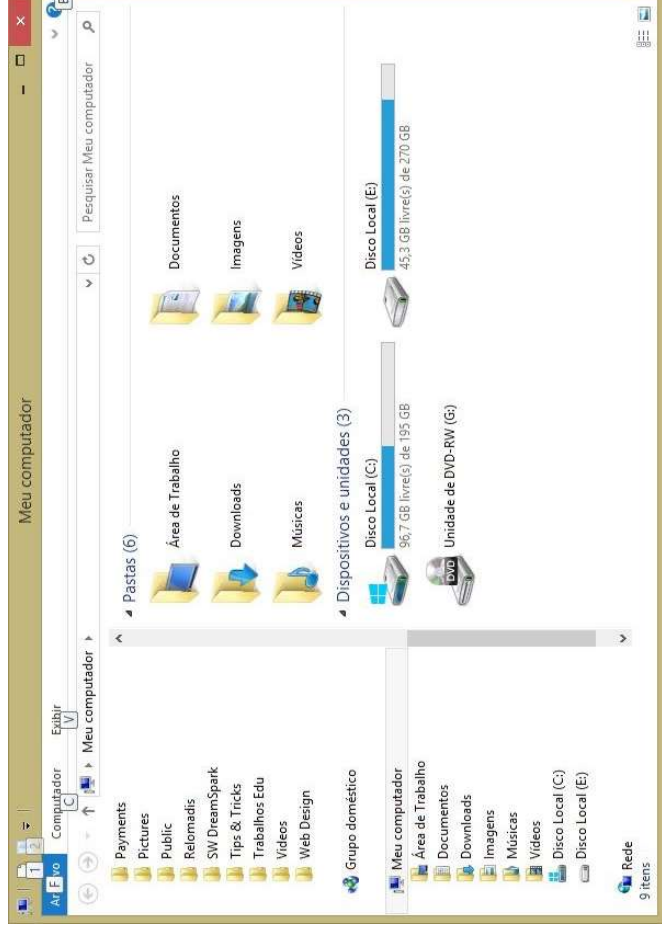 Meu computador
1
2
Ar F vo
Computador
C
Exibir
V
E
Meu computador
Pesquisar Meu computador
Payments
Pictures
Public
Relomadis
SW DreamSpark
Tips & Tricks
Trabalhos Edu
Videos
Web Design
Grupo doméstico
Meu computador
Área de Trabalho
Documentos
Downloads
Imagens
Músicas
Vídeos
Disco Local (C:)
Disco Local (E:)
Rede
9 itens
Pastas (6)
Área de Trabalho
Documentos
Downloads
Imagens
Músicas
Vídeos
Dispositivos e unidades (3)
Disco Local (C:)
96,7 GB livre(s) de 195 GB
Disco Local (E:)
45,3 GB livre(s) de 270 GB
DVD
Unidade de DVD-RW (G:)